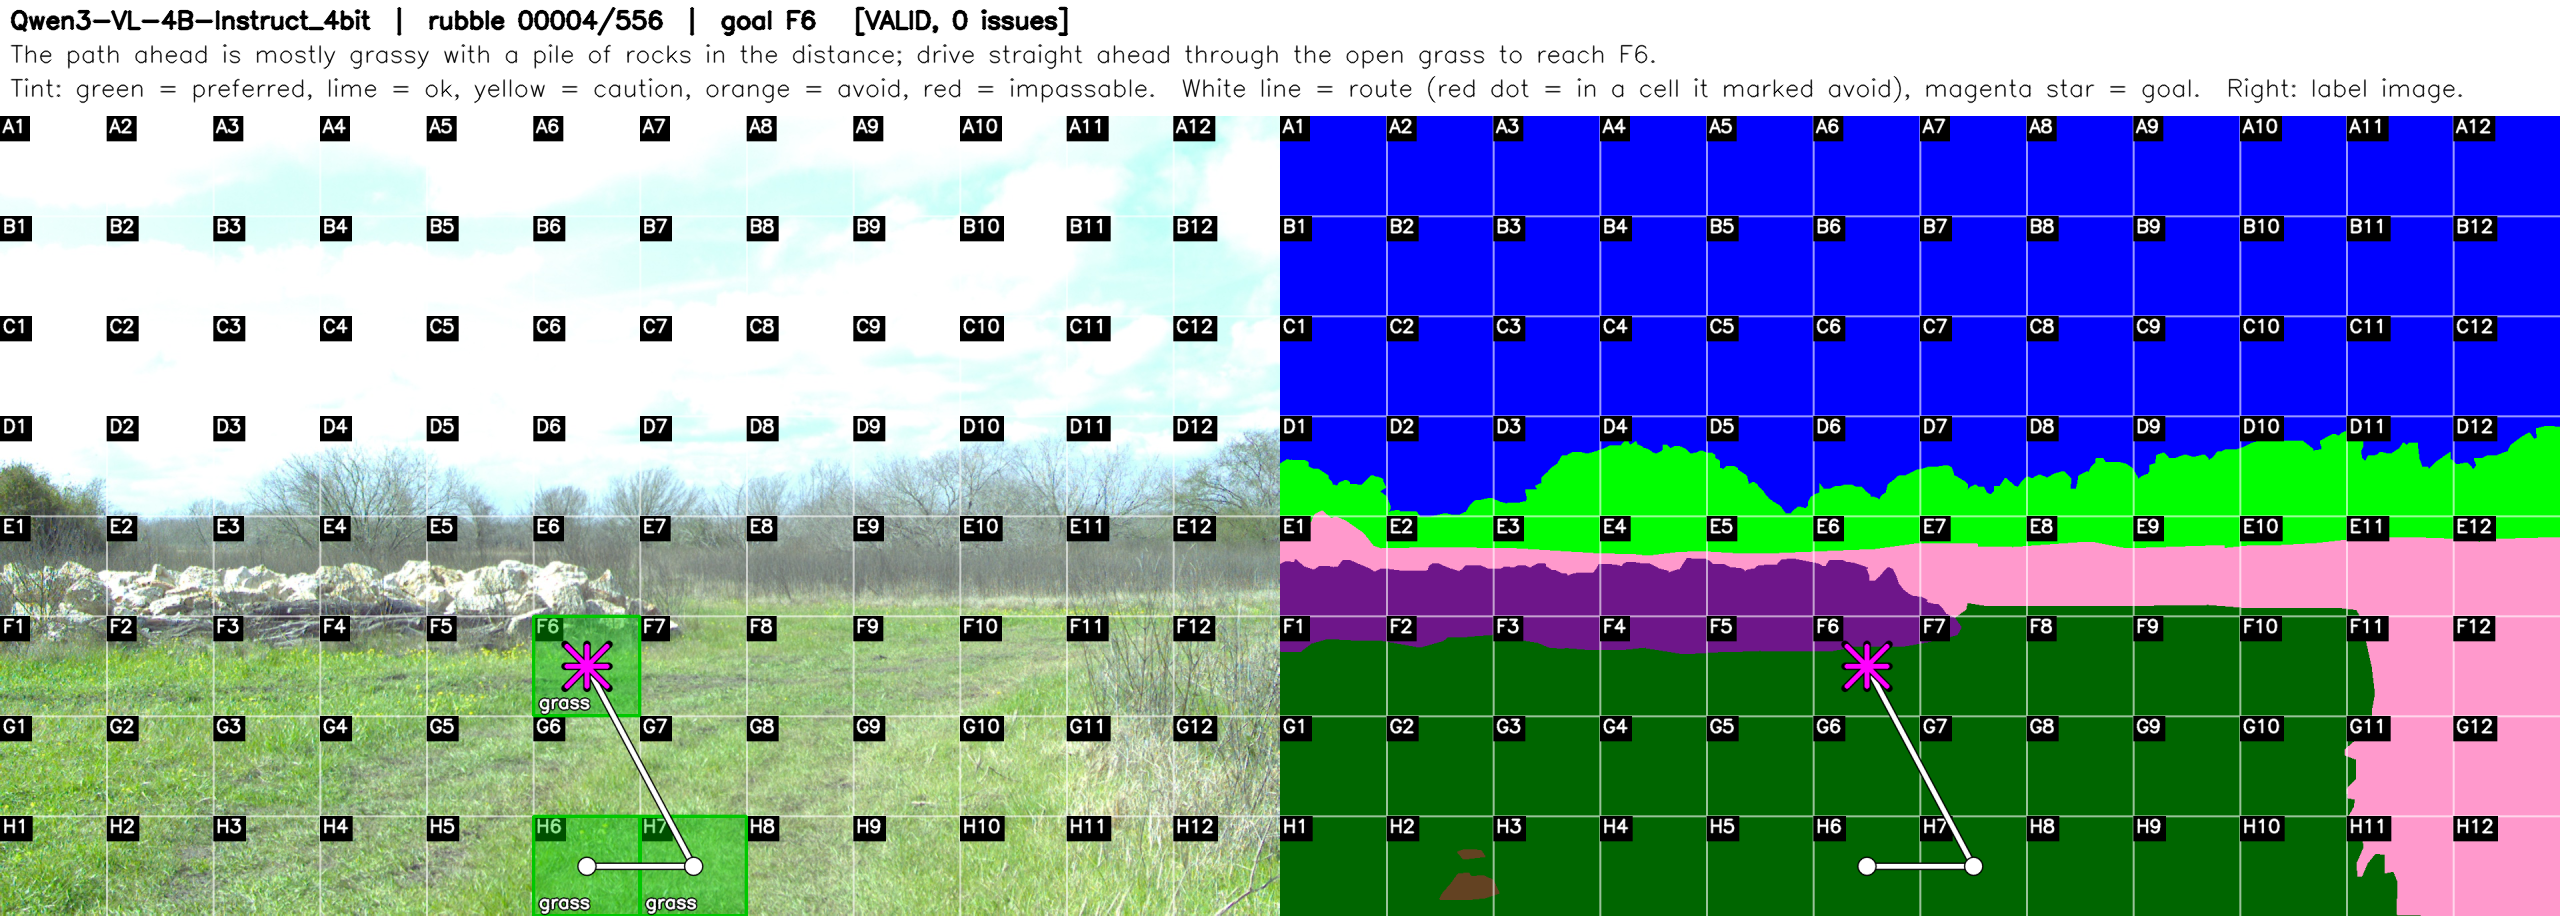 Qwen3-VL-4B-Instruct_4bit | rubble 00004/556 | goal F6 [VALID, 0 issues]
The path ahead is mostly grassy with a pile of rocks in the distance; drive straight ahead through the open grass to reach F6.
Tint: green = preferred, lime = ok, yellow = caution, orange = avoid, red = impassable. White line = route (red dot = in a cell it marked avoid), magenta star = goal. Right: label image.
A1 A2 A3 A4 A5 A6 A7 A8 A9 A10 A11 A12 A1 A2 A3 A4 A5 A6 A7 A8 A9 A10 A11 A12
B1 B2 B3 B4 B5 B6 B7 B8 B9 B10 B11 B12 B1 B2 B3 B4 B5 B6 B7 B8 B9 B10 B11 B12
C1 C2 C3 C4 C5 C6 C7 C8 C9 C10 C11 C12 C1 C2 C3 C4 C5 C6 C7 C8 C9 C10 C11 C12
D1 D2 D3 D4 D5 D6 D7 D8 D9 D10 D11 D12 D1 D2 D3 D4 D5 D6 D7 D8 D9 D10 D11 D12
E1 E2 E3 E4 E5 E6 E7 E8 E9 E10 E11 E12 E1 E2 E3 E4 E5 E6 E7 E8 E9 E10 E11 E12
F1 F2 F3 F4 F5 F6 F7 F8 F9 F10 F11 F12 F1 F2 F3 F4 F5 F6 F7 F8 F9 F10 F11 F12
grass
G1 G2 G3 G4 G5 G6 G7 G8 G9 G10 G11 G12 G1 G2 G3 G4 G5 G6 G7 G8 G9 G10 G11 G12
H1 H2 H3 H4 H5 H6 H7 H8 H9 H10 H11 H12 H1 H2 H3 H4 H5 H6 H7 H8 H9 H10 H11 H12
grass grass